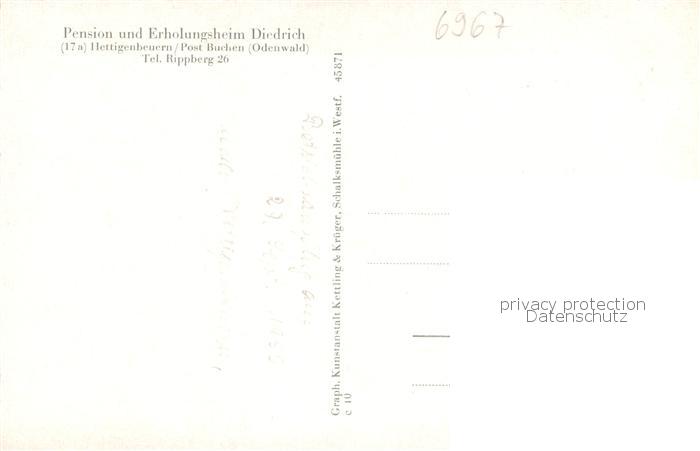 Pension und Erholungsheim Diedrich
(17a) Hettigenbeuern/Post Buchen (Odenwald)
Tel. Rippberg 26
6967
Graph. Kunstanstalt Kettling & Krüger, Schalksmühle i. Westf. 45871
c 10
privacy protection
Datenschutz